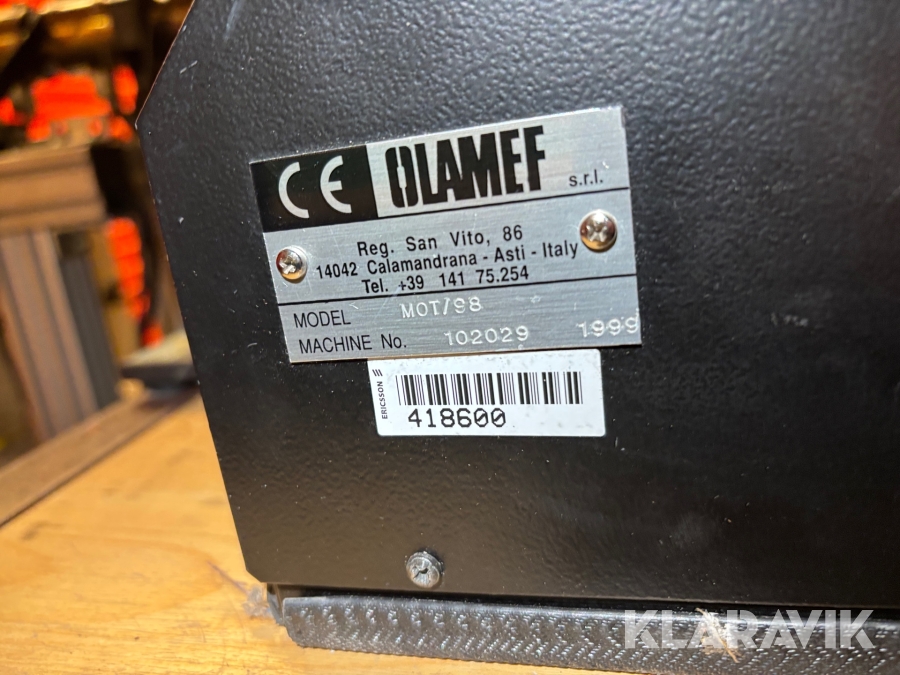 CE OLAMEF s.r.l.
Reg. San Vito, 86
14042 Calamandrana - Asti - Italy
Tel. +39 141 75.254
MODEL MOT/98
MACHINE No. 102029 1999
ERICSSON
418600
KLARAVIK